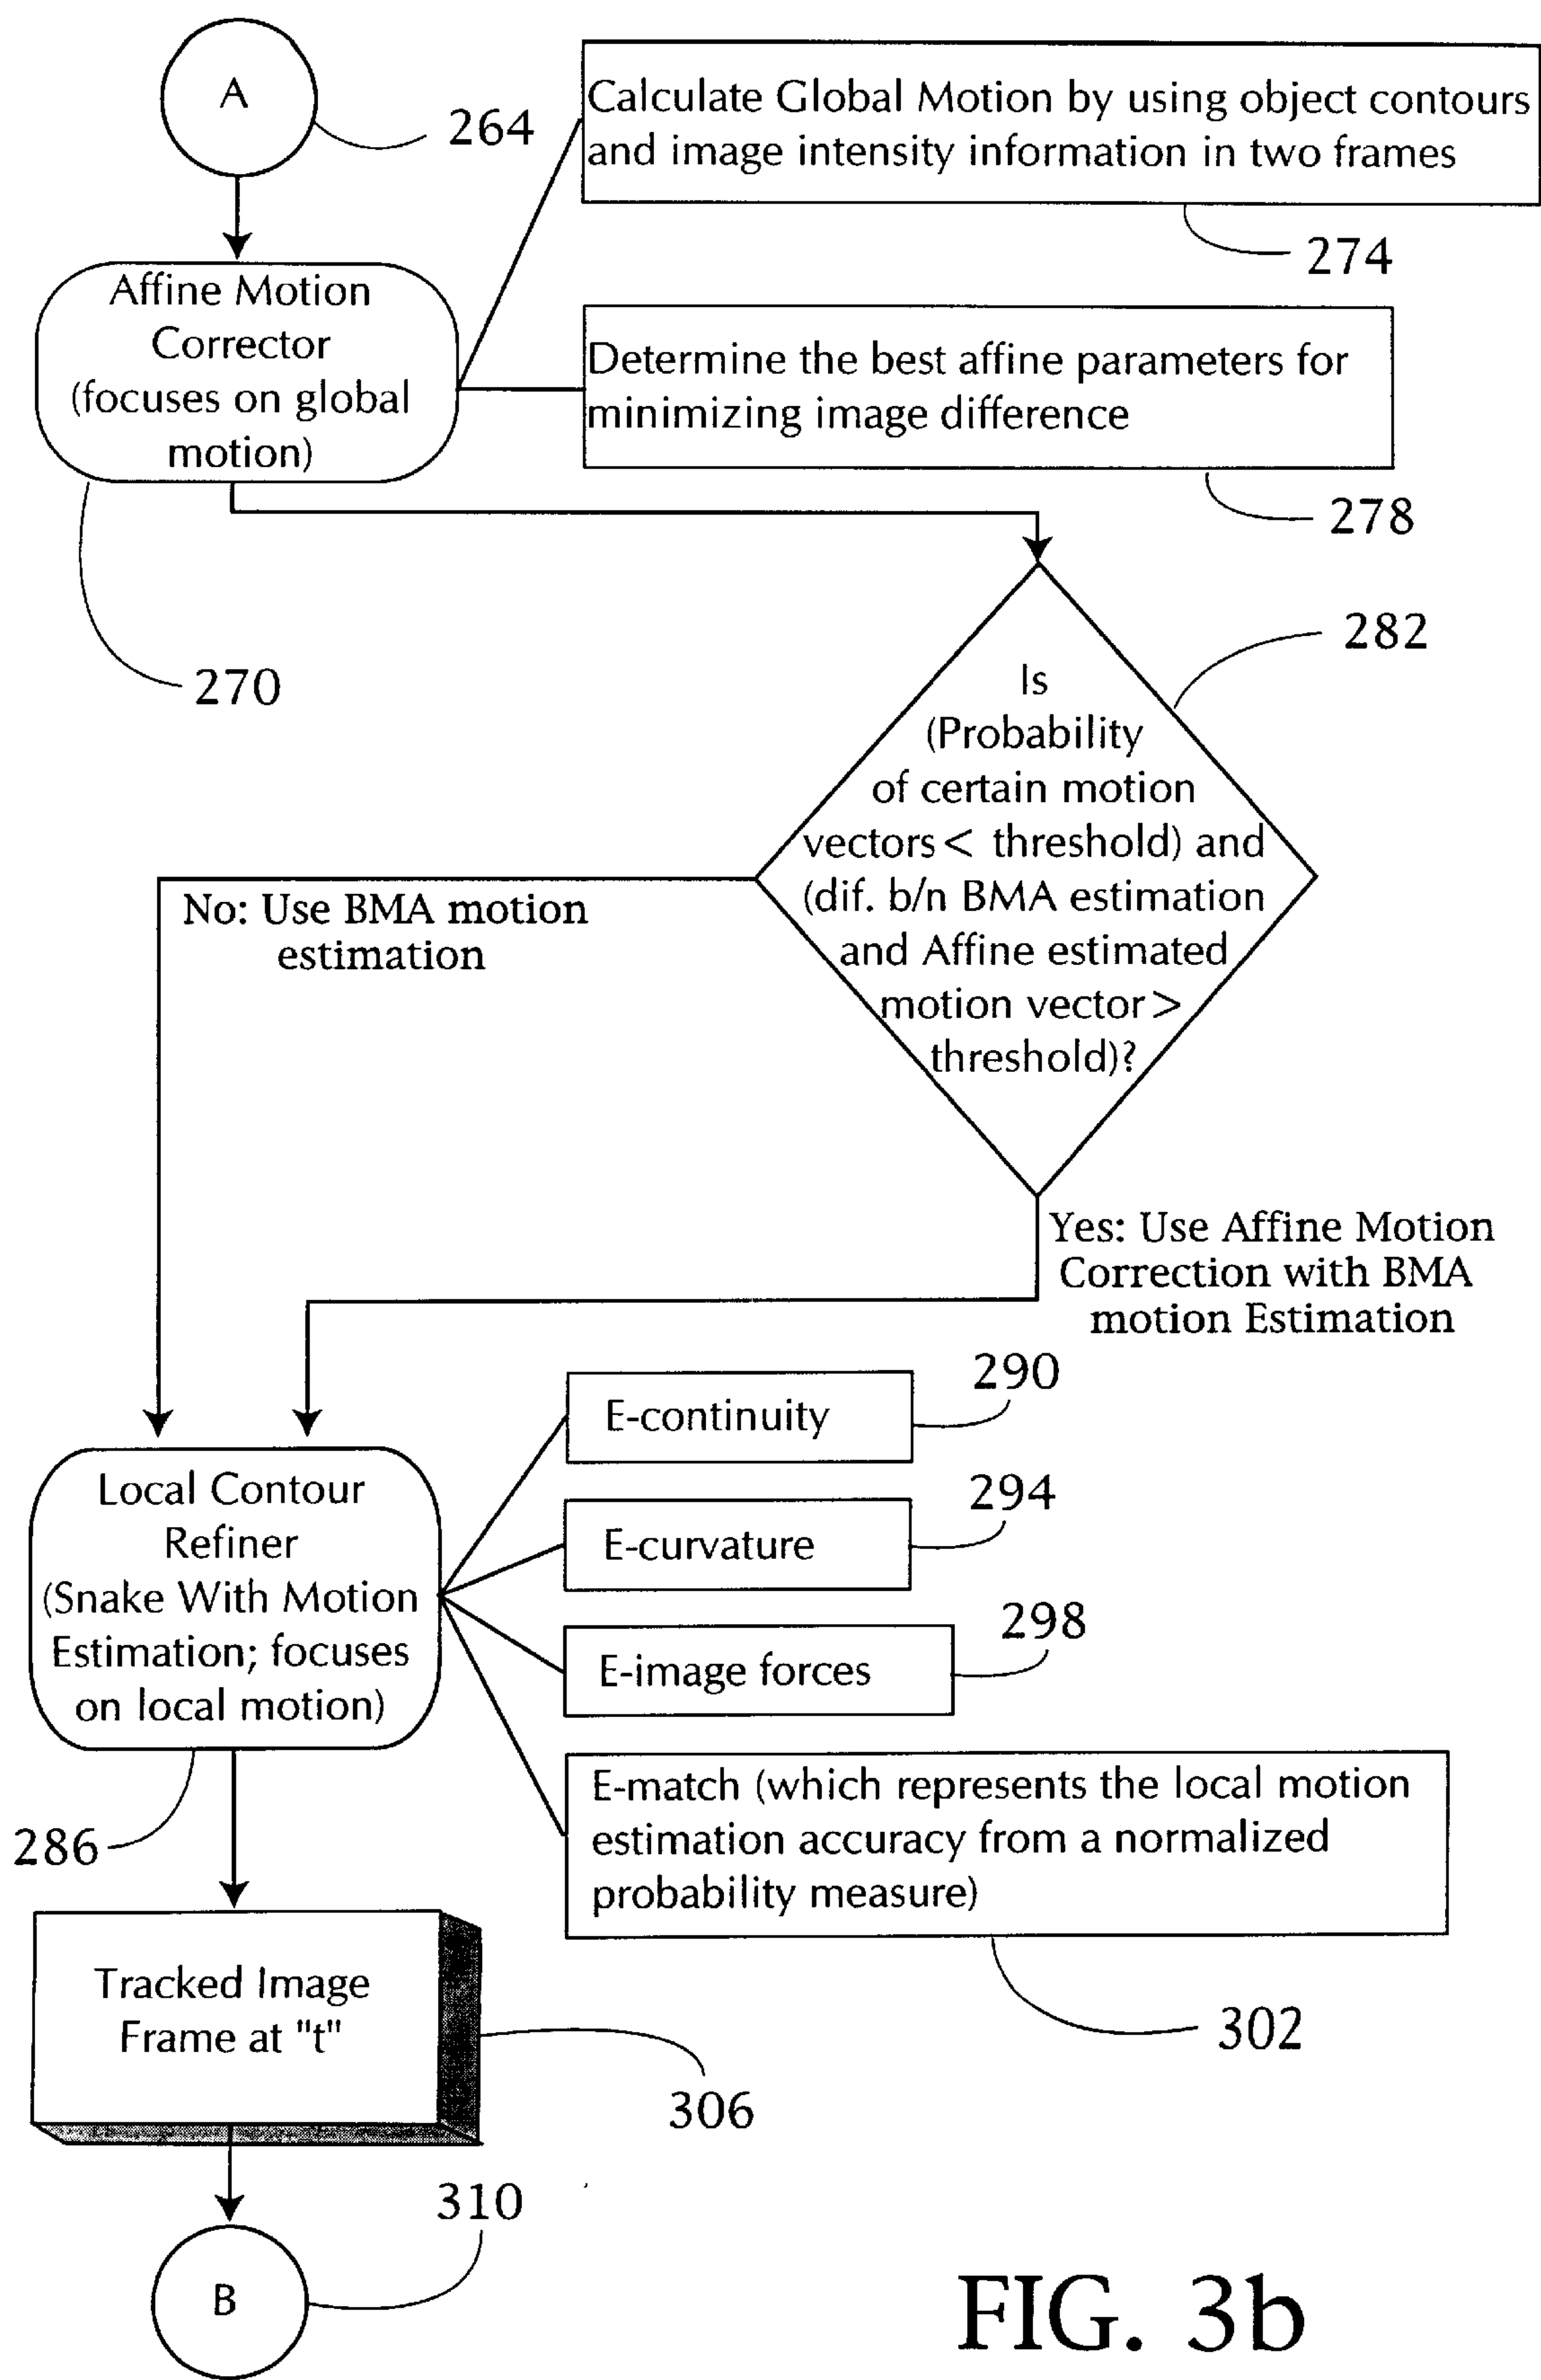 A
264
Calculate Global Motion by using object contours
and image intensity information in two frames
274
Affine Motion
Corrector
(focuses on global
motion)
270
Determine the best affine parameters for
minimizing image difference
278
282
Is
(Probability
of certain motion
vectors < threshold) and
(dif. b/n BMA estimation
and Affine estimated
motion vector >
threshold)?
No: Use BMA motion
estimation
Yes: Use Affine Motion
Correction with BMA
motion Estimation
290
E-continuity
294
E-curvature
298
E-image forces
Local Contour
Refiner
(Snake With Motion
Estimation; focuses
on local motion)
286
E-match (which represents the local motion
estimation accuracy from a normalized
probability measure)
302
Tracked Image
Frame at "t"
306
310
B
FIG. 3b